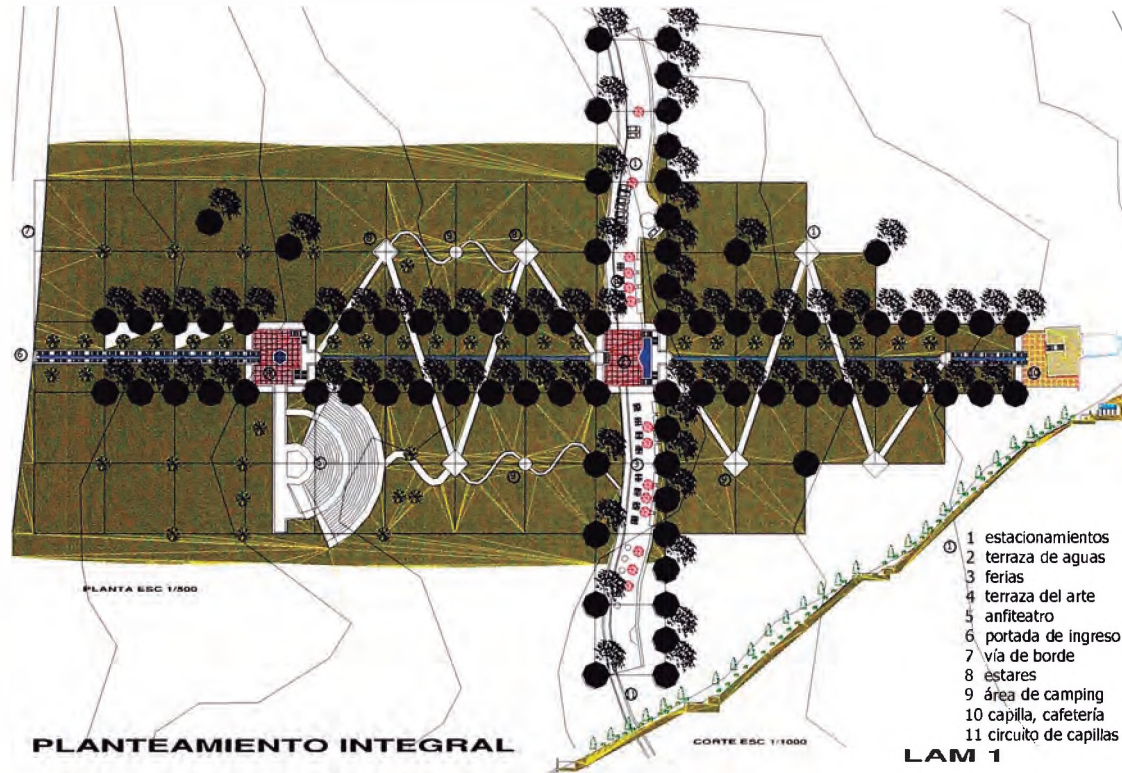 PLANTA ESC 1/500
1 estacionamientos
2 terraza de aguas
3 ferias
4 terraza del arte
5 anfiteatro
6 portada de ingreso
7 vía de borde
8 estares
9 área de camping
10 capilla, cafetería
11 circuito de capillas
PLANTEAMIENTO INTEGRAL
CORTE ESC 1/1000
LAM 1